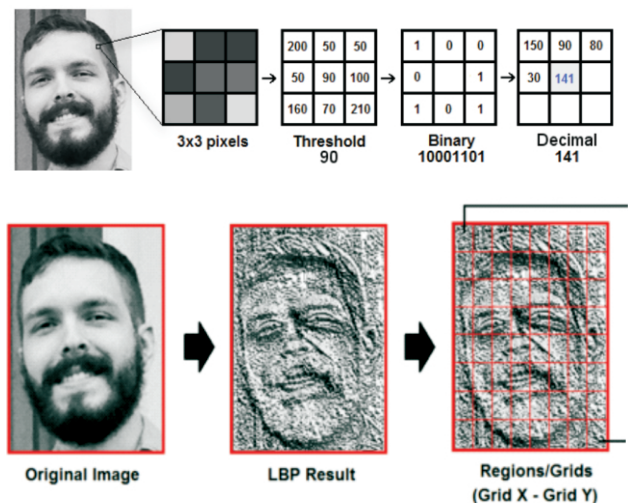 200 50 50
1 0 0
150 90 80
50 90 100
0 1
30 141
160 70 210
1 0 1
3x3 pixels
Threshold
90
Binary
10001101
Decimal
141
Original Image
LBP Result
Regions/Grids
(Grid X - Grid Y)